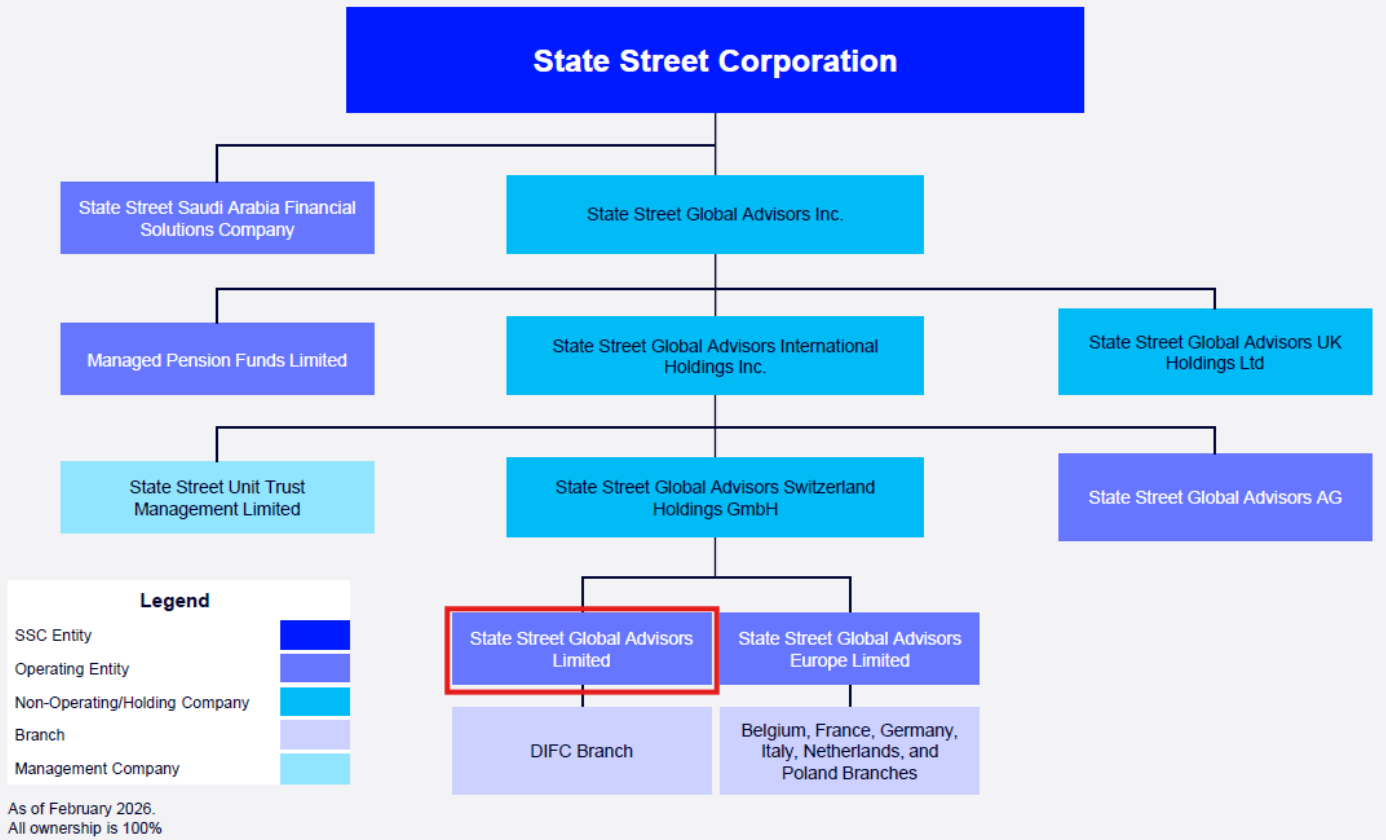 State Street Corporation
State Street Saudi Arabia Financial
Solutions Company
State Street Global Advisors Inc.
Managed Pension Funds Limited
State Street Global Advisors International
Holdings Inc.
State Street Global Advisors UK
Holdings Ltd
State Street Unit Trust
Management Limited
State Street Global Advisors Switzerland
Holdings GmbH
State Street Global Advisors AG
State Street Global Advisors
Limited
State Street Global Advisors
Europe Limited
DIFC Branch
Belgium, France, Germany,
Italy, Netherlands, and
Poland Branches
Legend
SSC Entity
Operating Entity
Non-Operating/Holding Company
Branch
Management Company
As of February 2026.
All ownership is 100%